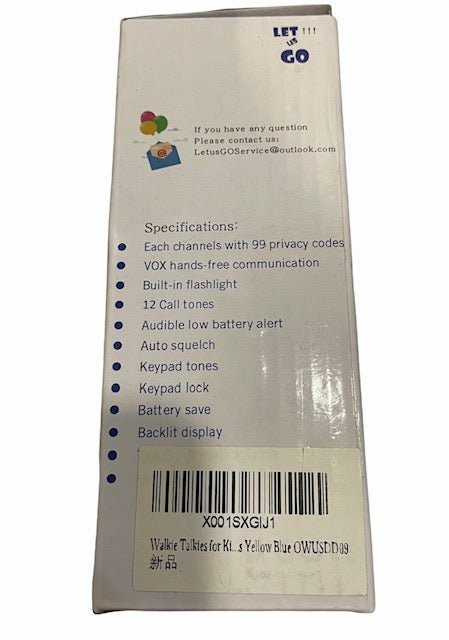 LET !!!
us
GO
If you have any question
Please contact us:
LetusGOService@outlook.com
Specifications:
Each channels with 99 privacy codes
VOX hands-free communication
Built-in flashlight
12 Call tones
Audible low battery alert
Auto squelch
Keypad tones
Keypad lock
Battery save
Backlit display
X001SXGIJ1
Walkie Talkies for Ki...s Yellow Blue OWUSDD09
新品